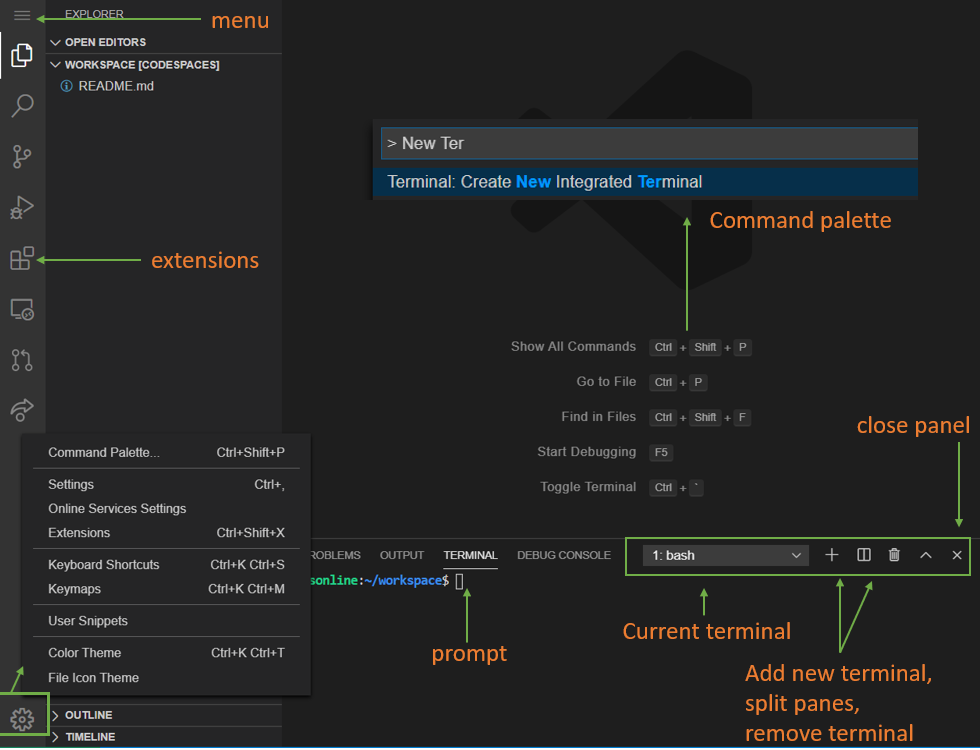 EXPLORER
menu
OPEN EDITORS
WORKSPACE [CODESPACES]
README.md
> New Ter
Terminal: Create New Integrated Terminal
Command palette
extensions
Show All Commands Ctrl + Shift + P
Go to File Ctrl + P
Find in Files Ctrl + Shift + F
Start Debugging F5
Toggle Terminal Ctrl + `
close panel
Command Palette... Ctrl+Shift+P
Settings Ctrl+,
Online Services Settings
Extensions Ctrl+Shift+X
Keyboard Shortcuts Ctrl+K Ctrl+S
Keymaps Ctrl+K Ctrl+M
User Snippets
Color Theme Ctrl+K Ctrl+T
File Icon Theme
ROBLEMS OUTPUT TERMINAL DEBUG CONSOLE 1: bash
sonline:~/workspace$
prompt
Current terminal
Add new terminal,
split panes,
remove terminal
OUTLINE
TIMELINE